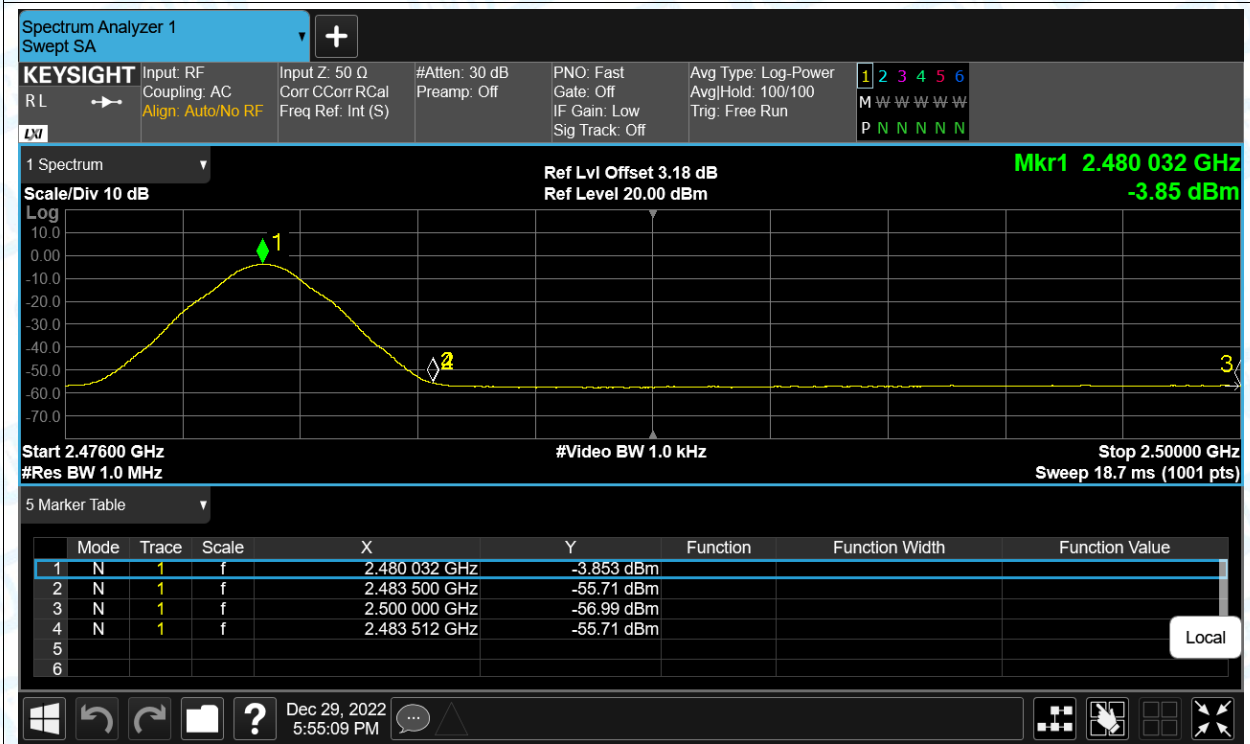 Spectrum Analyzer 1
Swept SA
+
KEYSIGHT Input: RF Input Z: 50 Ω #Atten: 30 dB PNO: Fast Avg Type: Log-Power 1 2 3 4 5 6
R L Coupling: AC Corr CCorr RCal Preamp: Off Gate: Off Avg|Hold: 100/100 M W W W W W
Align: Auto/No RF Freq Ref: Int (S) IF Gain: Low Trig: Free Run
LXI Sig Track: Off P N N N N N
1 Spectrum
Ref Lvl Offset 3.18 dB
Mkr1 2.480 032 GHz
Scale/Div 10 dB
Ref Level 20.00 dBm
-3.85 dBm
Log
10.0
0.00
-10.0
-20.0
-30.0
-40.0
-50.0
-60.0
-70.0
1
2
4
3
Start 2.47600 GHz #Video BW 1.0 kHz Stop 2.50000 GHz
#Res BW 1.0 MHz Sweep 18.7 ms (1001 pts)
5 Marker Table
Mode Trace Scale X Y Function Function Width Function Value
1 N 1 f 2.480 032 GHz -3.853 dBm
2 N 1 f 2.483 500 GHz -55.71 dBm
3 N 1 f 2.500 000 GHz -56.99 dBm
4 N 1 f 2.483 512 GHz -55.71 dBm
5
6
Local
?
Dec 29, 2022
5:55:09 PM